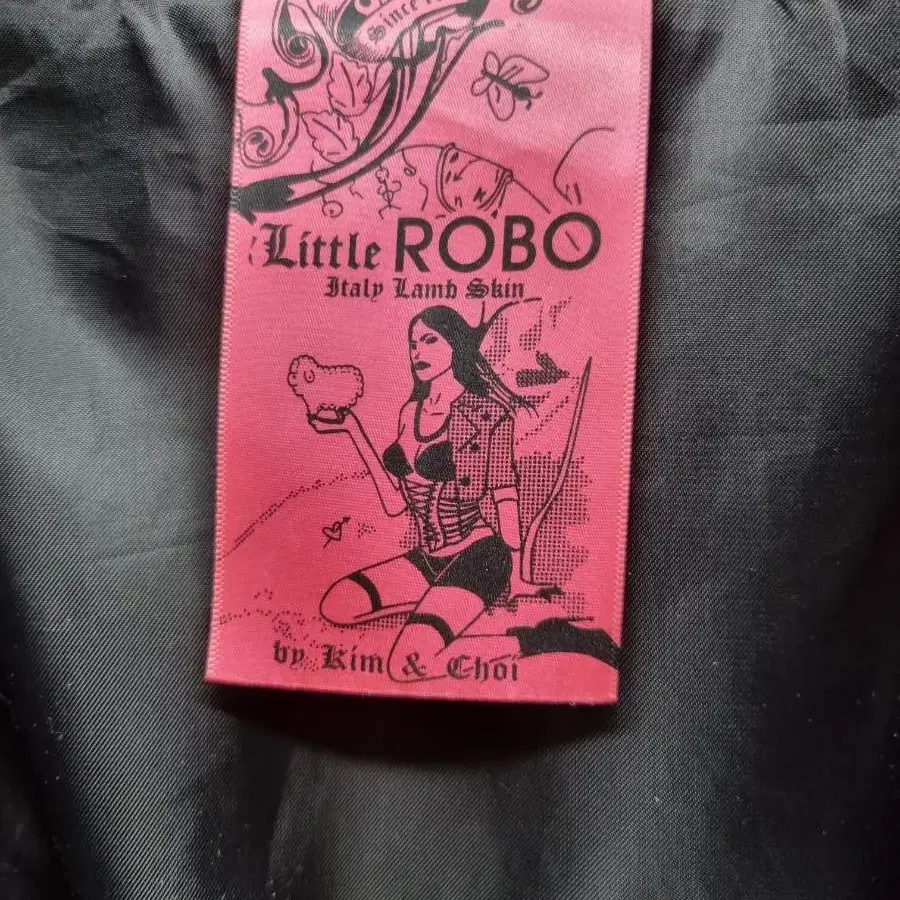 Since
Little ROBO
Italy Lamb Skin
by Kim & Choi